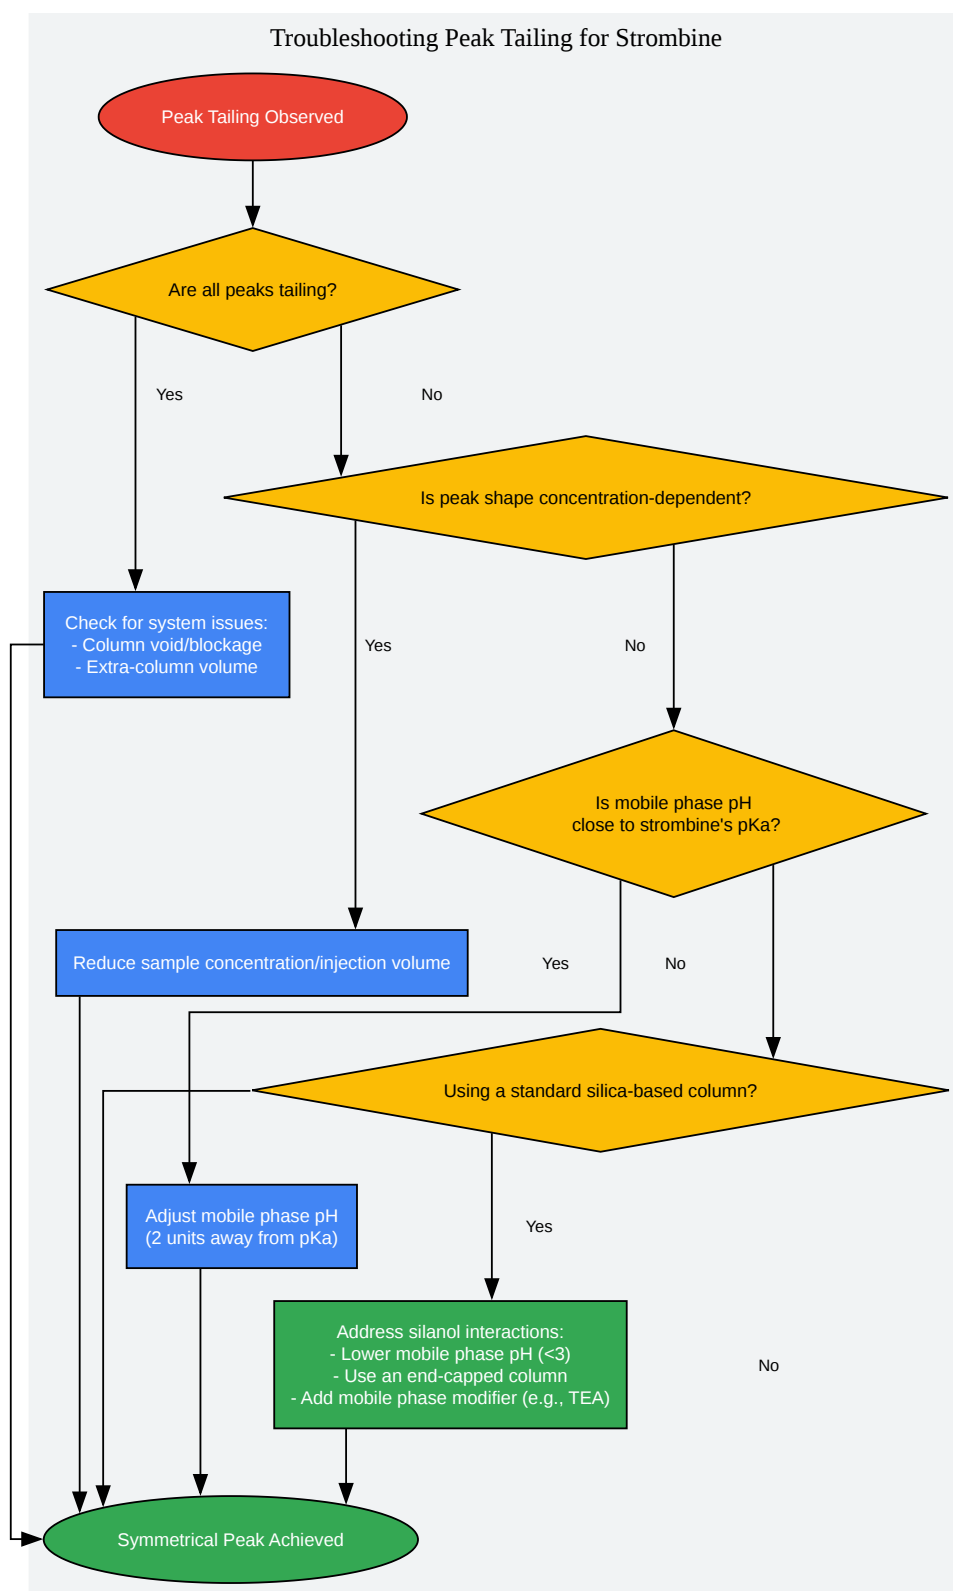 Troubleshooting Peak Tailing for Strombine
Peak Tailing Observed
Are all peaks tailing?
Yes
No
Is peak shape concentration-dependent?
Check for system issues:
- Column void/blockage
- Extra-column volume
Yes
No
Is mobile phase pH
close to strombine's pKa?
Reduce sample concentration/injection volume
Yes
No
Using a standard silica-based column?
Adjust mobile phase pH
(2 units away from pKa)
Yes
Address silanol interactions:
- Lower mobile phase pH (<3)
- Use an end-capped column
- Add mobile phase modifier (e.g., TEA)
No
Symmetrical Peak Achieved